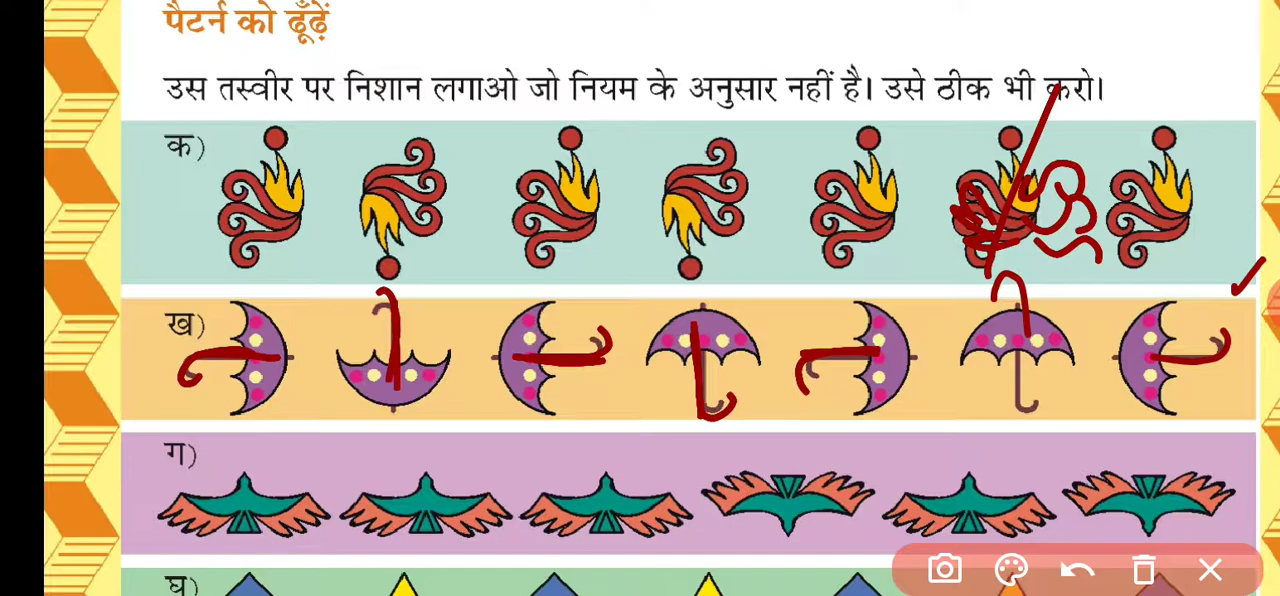 पैटर्न को ढूँढ़ें
उस तस्वीर पर निशान लगाओ जो नियम के अनुसार नहीं है। उसे ठीक भी करो।
क)
ख)
ग)
घ)